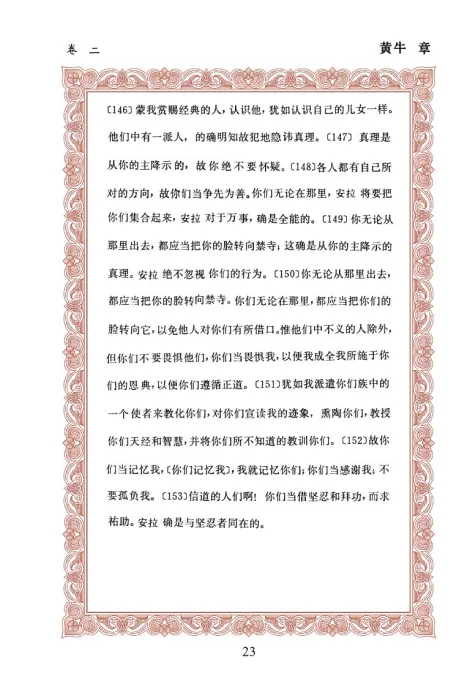 卷 二
黄牛 章
〔146〕蒙我赏赐经典的人，认识他，犹如认识自己的儿女一样。
他们中有一派人，的确明知故犯地隐讳真理。〔147〕真理是
从你的主降示的，故你绝不要怀疑。〔148〕各人都有自己所
对的方向，故你们当争先为善。你们无论在那里，安拉 将要把
你们集合起来，安拉 对于万事，确是全能的。〔149〕你无论从
那里出去，都应当把你的脸转向禁寺；这确是从你的主降示的
真理。安拉 绝不忽视 你们的行为。〔150〕你无论从那里出去，
都应当把你的脸转向禁寺。你们无论在那里，都应当把你们的
脸转向它，以免他人对你们有所借口。惟他们中不义的人除外，
但你们不要畏惧他们，你们当畏惧我，以便我成全我所施于你
们的恩典，以便你们遵循正道。〔151〕犹如我派遣你们族中的
一个使者来教化你们，对你们宣读我的迹象，熏陶你们，教授
你们天经和智慧，并将你们所不知道的教训你们。〔152〕故你
们当记忆我，（你们记忆我），我就记忆你们；你们当感谢我；不
要孤负我。〔153〕信道的人们啊！你们当借坚忍和拜功，而求
祐助。安拉 确是与坚忍者同在的。
23